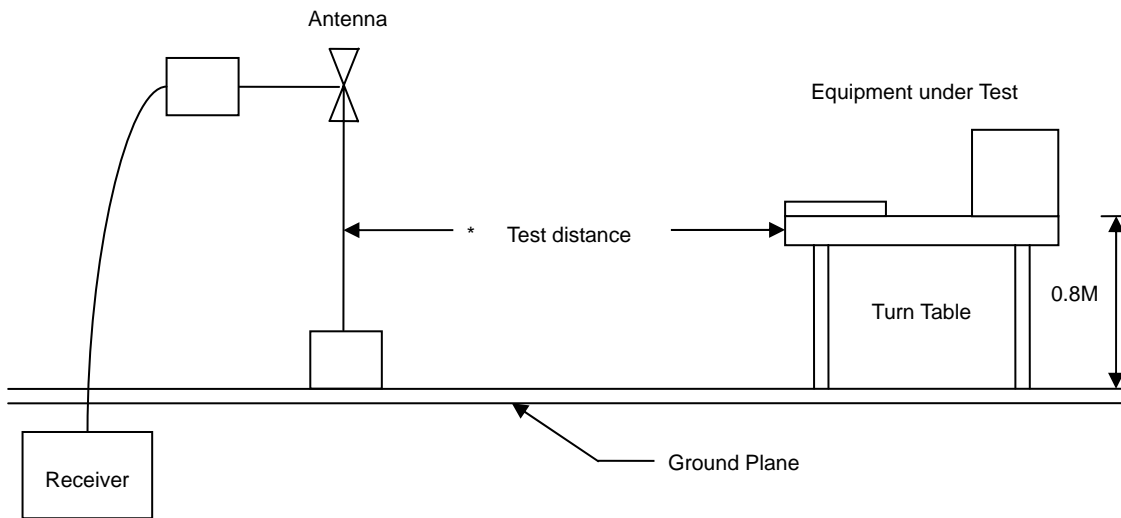 Antenna
Equipment under Test
* Test distance
0.8M
Turn Table
Ground Plane
Receiver